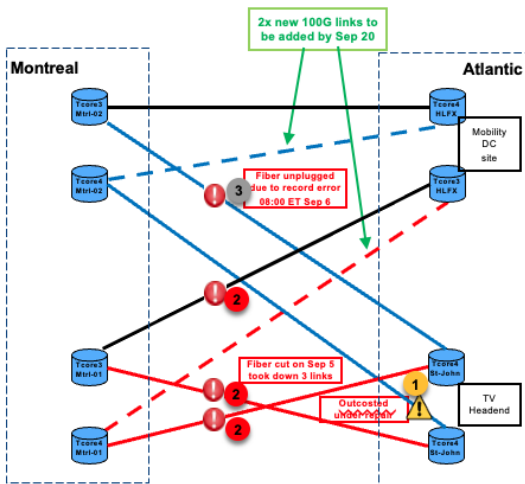 2x new 100G links to
be added by Sep 20
Montreal
Atlantic
Tcore3
Mtrl-02
Tcore4
HLFX
Mobility
DC
site
Tcore4
Mtrl-02
Fiber unplugged
due to record error
08:00 ET Sep 6
3
Tcore3
HLFX
2
Tcore3
Mtrl-01
Fiber cut on Sep 5
took down 3 links
Tcore4
St-John
1
2
Outcosted
under repair
TV
Headend
2
Tcore4
Mtrl-01
Tcore4
St-John